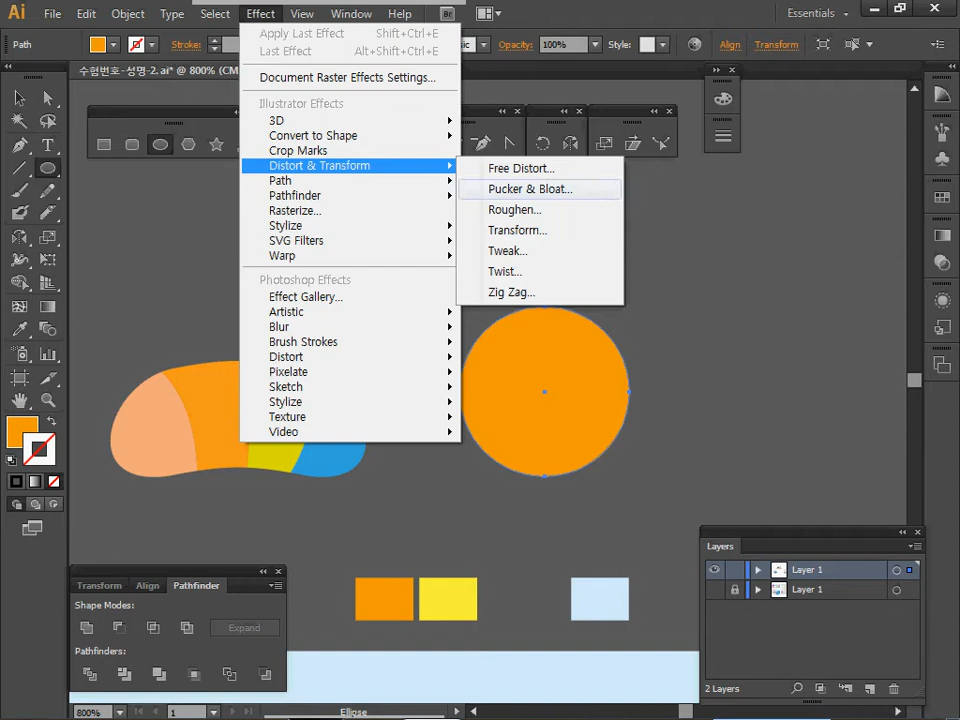 Ai File Edit Object Type Select Effect View Window Help Br Essentials
Path Stroke: Opacity: 100% Style: Align Transform
수험번호-성명-2.ai* @ 800% (CM
Apply Last Effect Shift+Ctrl+E
Last Effect Alt+Shift+Ctrl+E
Document Raster Effects Settings...
Illustrator Effects
3D
Convert to Shape
Crop Marks
Distort & Transform
Path
Pathfinder
Rasterize...
Stylize
SVG Filters
Warp
Photoshop Effects
Effect Gallery...
Artistic
Blur
Brush Strokes
Distort
Pixelate
Sketch
Stylize
Texture
Video
Free Distort...
Pucker & Bloat...
Roughen...
Transform...
Tweak...
Twist...
Zig Zag...
Transform Align Pathfinder
Shape Modes:
Expand
Pathfinders:
Layers
Layer 1
Layer 1
2 Layers
800% 1 Ellipse